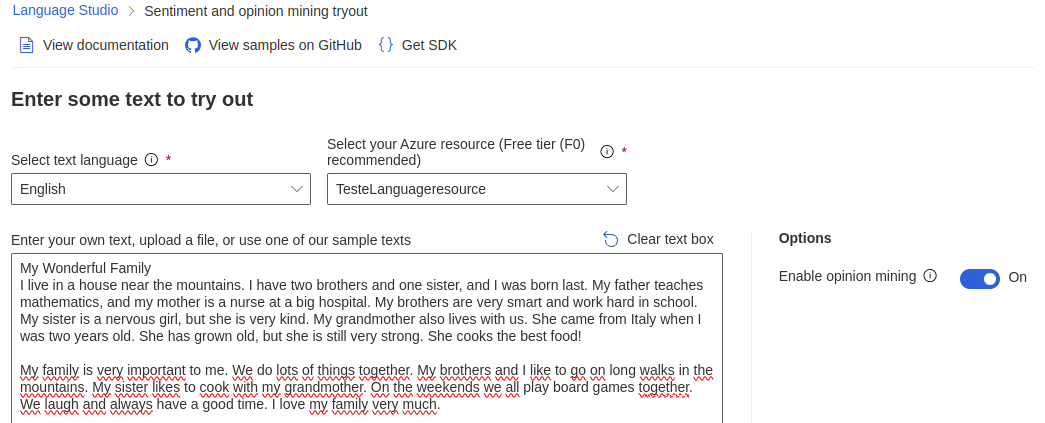 Language Studio > Sentiment and opinion mining tryout
View documentation View samples on GitHub {} Get SDK
Enter some text to try out
Select text language *
Select your Azure resource (Free tier (F0) recommended) *
English
TesteLanguageresource
Enter your own text, upload a file, or use one of our sample texts
Clear text box
My Wonderful Family
I live in a house near the mountains. I have two brothers and one sister, and I was born last. My father teaches
mathematics, and my mother is a nurse at a big hospital. My brothers are very smart and work hard in school.
My sister is a nervous girl, but she is very kind. My grandmother also lives with us. She came from Italy when I
was two years old. She has grown old, but she is still very strong. She cooks the best food!
My family is very important to me. We do lots of things together. My brothers and I like to go on long walks in the
mountains. My sister likes to cook with my grandmother. On the weekends we all play board games together.
We laugh and always have a good time. I love my family very much.
Options
Enable opinion mining On